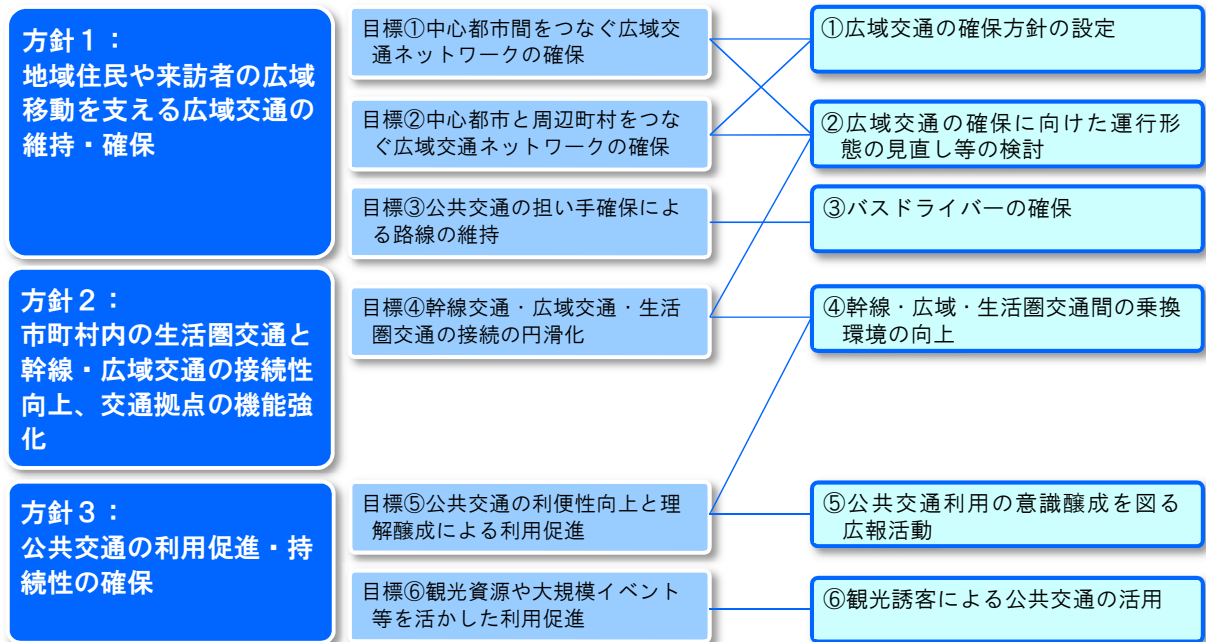 方針１：
地域住民や来訪者の広域
移動を支える広域交通の
維持・確保
目標①中心都市間をつなぐ広域交
通ネットワークの確保
①広域交通の確保方針の設定
目標②中心都市と周辺町村をつな
ぐ広域交通ネットワークの確保
②広域交通の確保に向けた運行形
態の見直し等の検討
目標③公共交通の担い手確保によ
る路線の維持
③バスドライバーの確保
方針２：
市町村内の生活圏交通と
幹線・広域交通の接続性
向上、交通拠点の機能強
化
目標④幹線交通・広域交通・生活
圏交通の接続の円滑化
④幹線・広域・生活圏交通間の乗換
環境の向上
方針３：
公共交通の利用促進・持
続性の確保
目標⑤公共交通の利便性向上と理
解醸成による利用促進
⑤公共交通利用の意識醸成を図る
広報活動
目標⑥観光資源や大規模イベント
等を活かした利用促進
⑥観光誘客による公共交通の活用